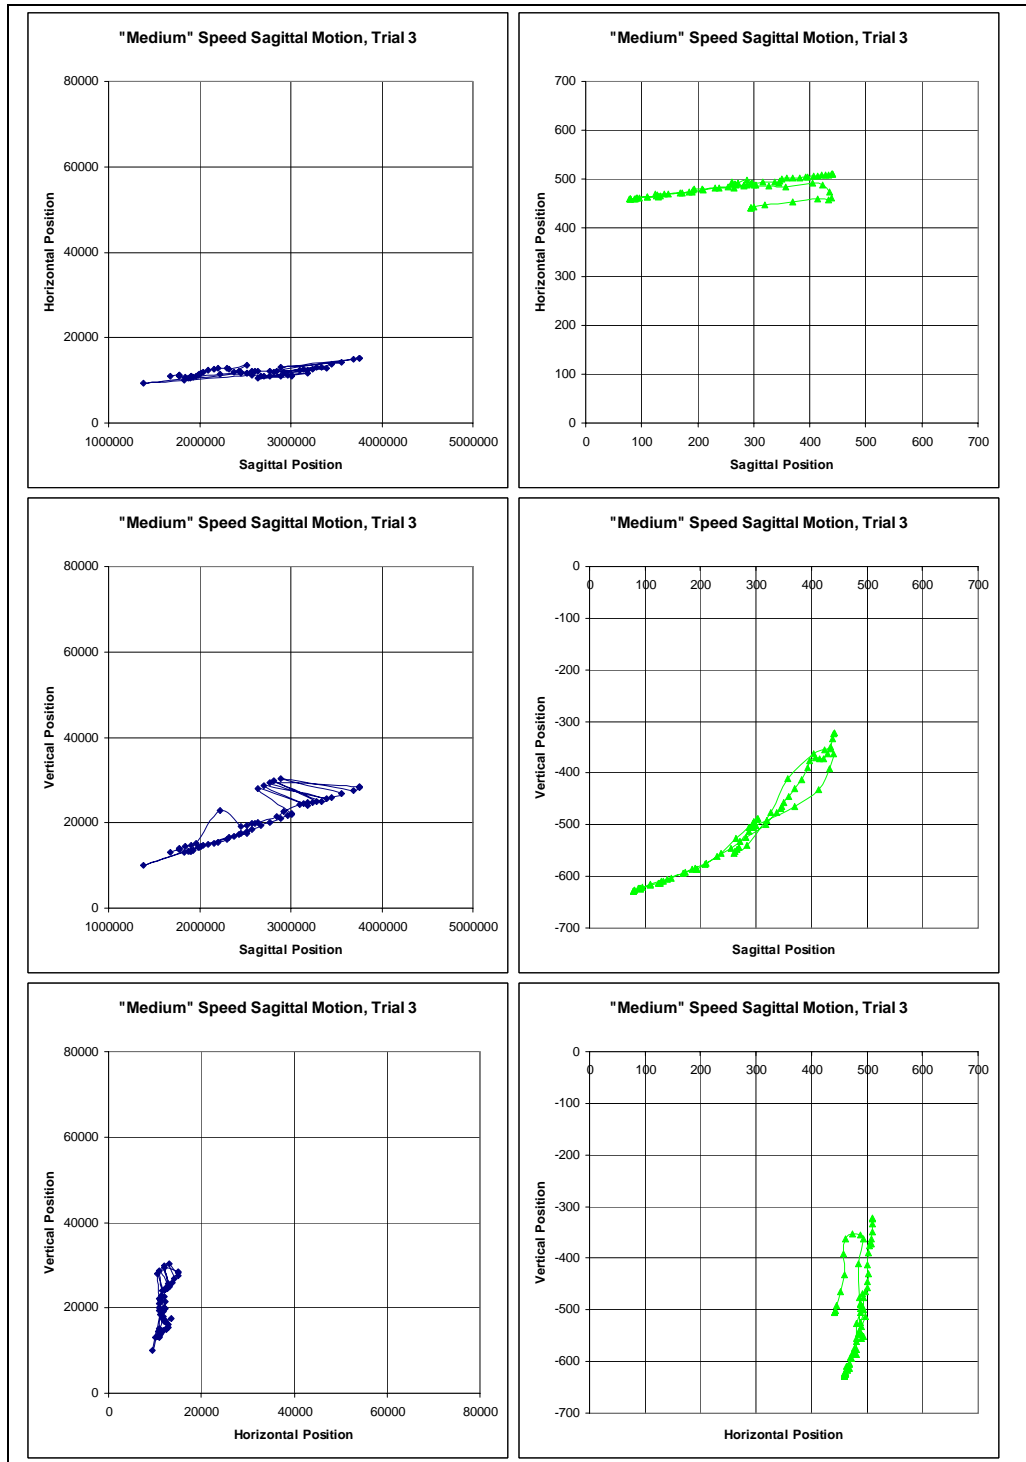 "Medium" Speed Sagittal Motion, Trial 3
80000
60000
40000
20000
0
1000000 2000000 3000000 4000000 5000000
Horizontal Position
Sagittal Position
"Medium" Speed Sagittal Motion, Trial 3
700
600
500
400
300
200
100
0
0 100 200 300 400 500 600 700
Horizontal Position
Sagittal Position
"Medium" Speed Sagittal Motion, Trial 3
80000
60000
40000
20000
0
1000000 2000000 3000000 4000000 5000000
Vertical Position
Sagittal Position
"Medium" Speed Sagittal Motion, Trial 3
0
0 100 200 300 400 500 600 700
-100
-200
-300
-400
-500
-600
-700
Vertical Position
Sagittal Position
"Medium" Speed Sagittal Motion, Trial 3
80000
60000
40000
20000
0
0 20000 40000 60000 80000
Vertical Position
Horizontal Position
"Medium" Speed Sagittal Motion, Trial 3
0
0 100 200 300 400 500 600 700
-100
-200
-300
-400
-500
-600
-700
Vertical Position
Horizontal Position